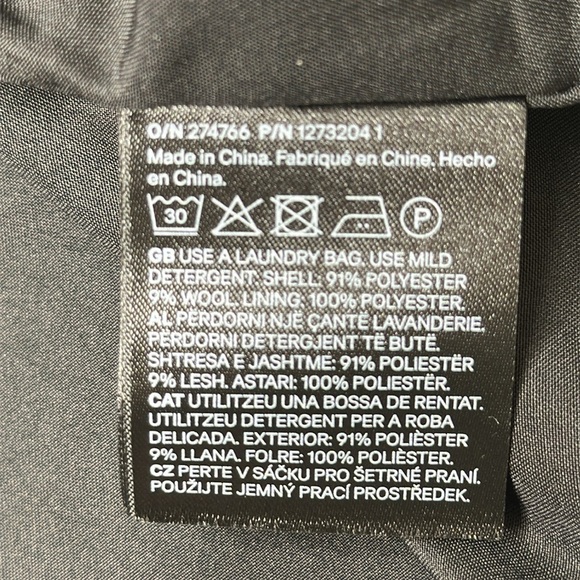 O/N 274766 P/N 1273204 1
Made in China. Fabriqué en Chine. Hecho
en China.
30 P
GB USE A LAUNDRY BAG. USE MILD
DETERGENT. SHELL: 91% POLYESTER
9% WOOL. LINING: 100% POLYESTER.
AL PERDORNI NJË ÇANTË LAVANDERIE.
PERDORNI DETERGJENT TË BUTË.
SHTRESA E JASHTME: 91% POLIESTËR
9% LESH. ASTARI: 100% POLIESTËR.
CAT UTILITZEU UNA BOSSA DE RENTAT.
UTILITZEU DETERGENT PER A ROBA
DELICADA. EXTERIOR: 91% POLIÈSTER
9% LLANA. FOLRE: 100% POLIÈSTER.
CZ PERTE V SÁČKU PRO ŠETRNÉ PRANÍ.
POUŽIJTE JEMNÝ PRACÍ PROSTŘEDEK.